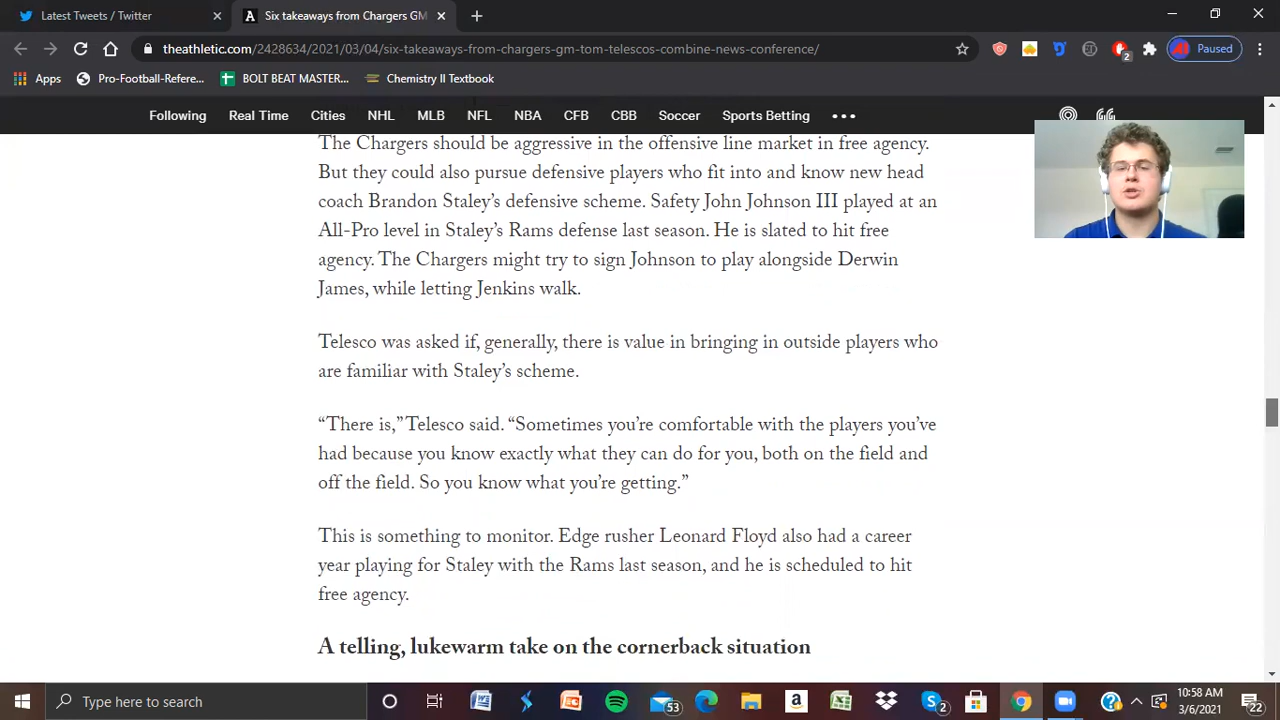 Latest Tweets / Twitter
Six takeaways from Chargers GM
theathletic.com/2428634/2021/03/04/six-takeaways-from-chargers-gm-tom-telescos-combine-news-conference/
2
Paused
Apps
Pro-Football-Refere...
BOLT BEAT MASTER...
Chemistry II Textbook
Following
Real Time
Cities
NHL
MLB
NFL
NBA
CFB
CBB
Soccer
Sports Betting
The Chargers should be aggressive in the offensive line market in free agency.
But they could also pursue defensive players who fit into and know new head
coach Brandon Staley’s defensive scheme. Safety John Johnson III played at an
All-Pro level in Staley’s Rams defense last season. He is slated to hit free
agency. The Chargers might try to sign Johnson to play alongside Derwin
James, while letting Jenkins walk.
Telesco was asked if, generally, there is value in bringing in outside players who
are familiar with Staley’s scheme.
“There is,” Telesco said. “Sometimes you’re comfortable with the players you’ve
had because you know exactly what they can do for you, both on the field and
off the field. So you know what you’re getting.”
This is something to monitor. Edge rusher Leonard Floyd also had a career
year playing for Staley with the Rams last season, and he is scheduled to hit
free agency.
A telling, lukewarm take on the cornerback situation
Type here to search
53
2
10:58 AM
3/6/2021
22